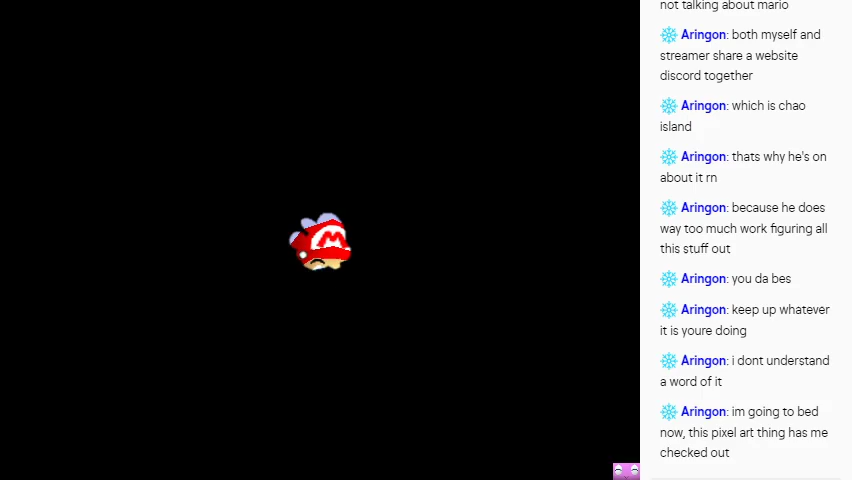 not talking about mario
Aringon: both myself and
streamer share a website
discord together
Aringon: which is chao
island
Aringon: thats why he's on
about it rn
Aringon: because he does
way too much work figuring all
this stuff out
Aringon: you da bes
Aringon: keep up whatever
it is youre doing
Aringon: i dont understand
a word of it
Aringon: im going to bed
now, this pixel art thing has me
checked out
M